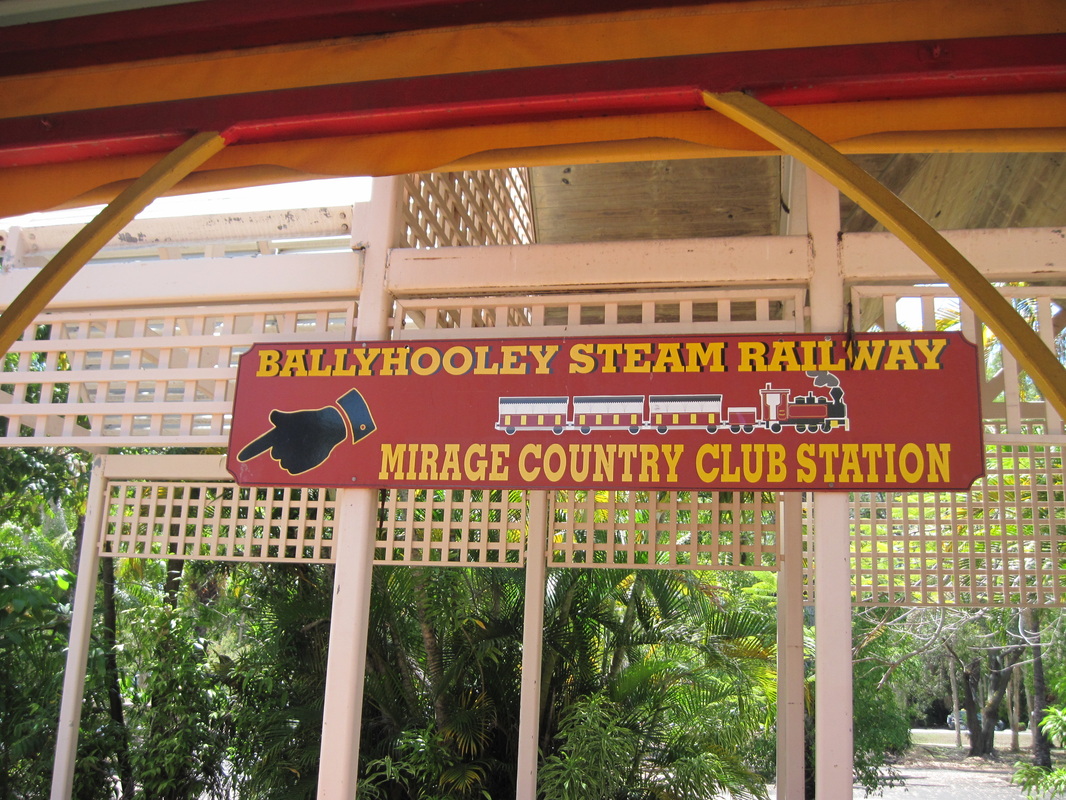 BALLYHOOLEY STEAM RAILWAY
MIRAGE COUNTRY CLUB STATION